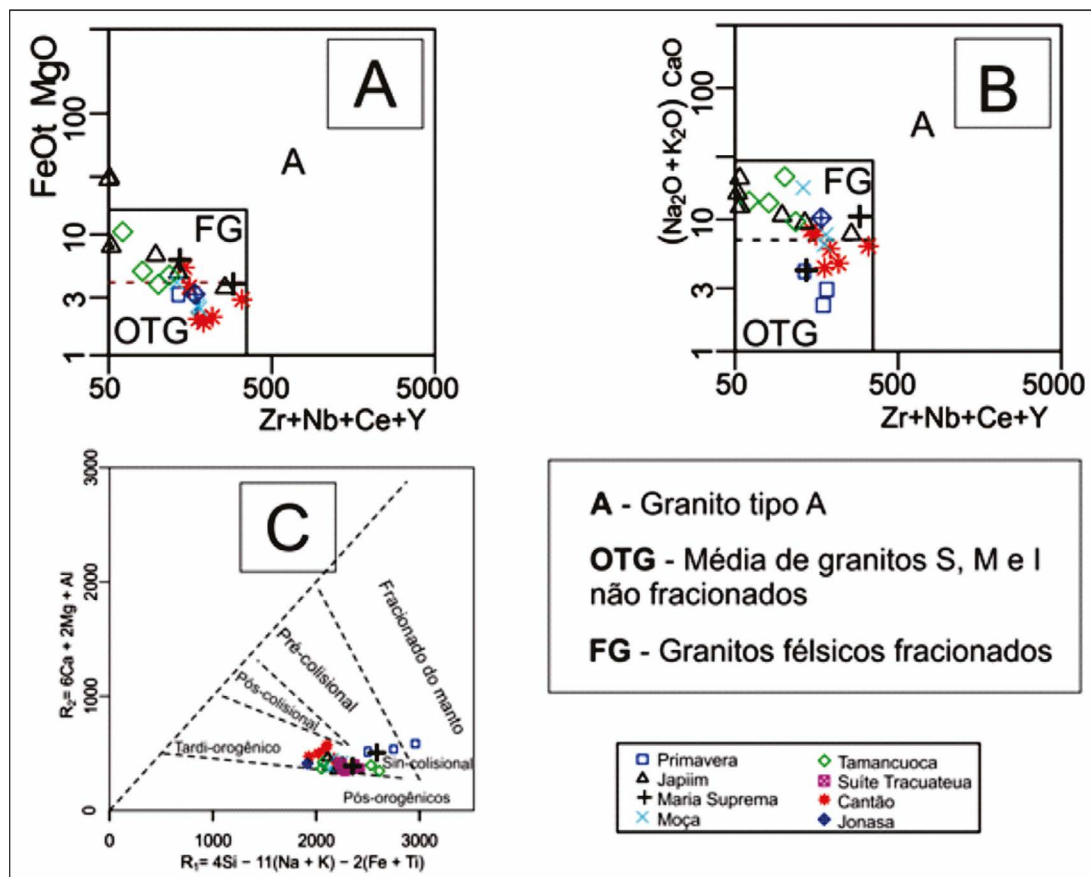 A
FeOt MgO
100
10
3
1
A
FG
OTG
50
500
5000
Zr+Nb+Ce+Y
B
(Na₂O+K₂O) CaO
100
10
3
1
A
FG
OTG
50
500
5000
Zr+Nb+Ce+Y
C
R₂= 6Ca + 2Mg + Al
3000
2000
1000
0
Fracionado do manto
Pré-colisional
Pós-colisional
Tardi-orogênico
Sin-colisional
Pós-orogênicos
0
1000
2000
3000
R₁= 4Si − 11(Na + K) − 2(Fe + Ti)
A - Granito tipo A
OTG - Média de granitos S, M e I
não fracionados
FG - Granitos félsicos fracionados
Primavera
Japiim
Maria Suprema
Moça
Tamancuoca
Suíte Tracuateua
Cantão
Jonasa